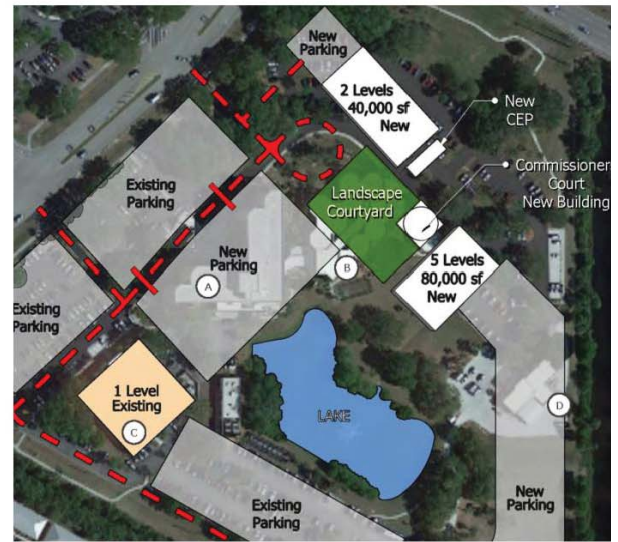 New
Parking
2 Levels
40,000 sf
New
New
CEP
Commissioner
Court
New Building
Existing
Parking
Landscape
Courtyard
New
Parking
A
B
5 Levels
80,000 sf
New
Existing
Parking
1 Level
Existing
C
LAKE
D
Existing
Parking
New
Parking